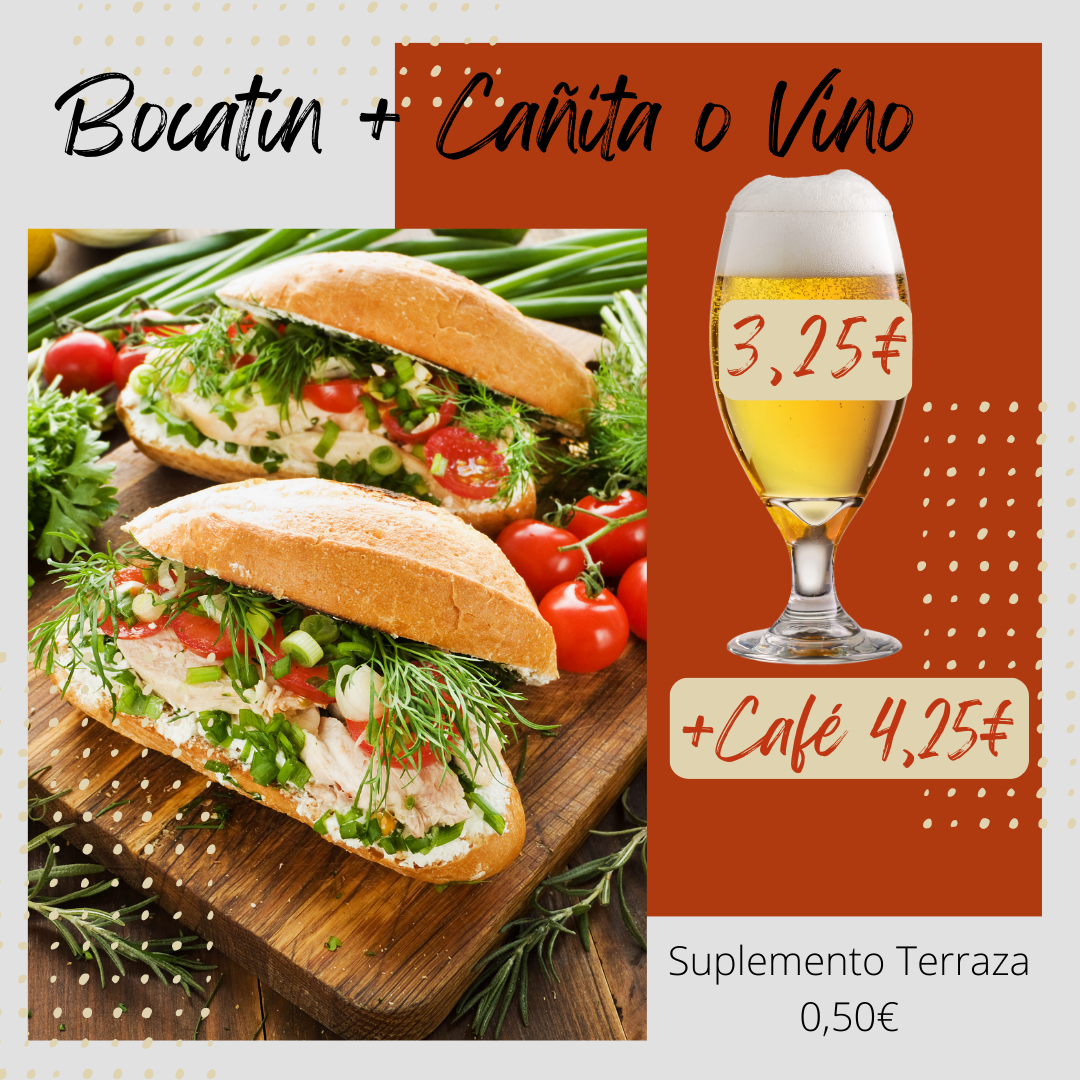 Bocatín + Cañita o Vino
3,25€
+Café 4,25€
Suplemento Terraza
0,50€